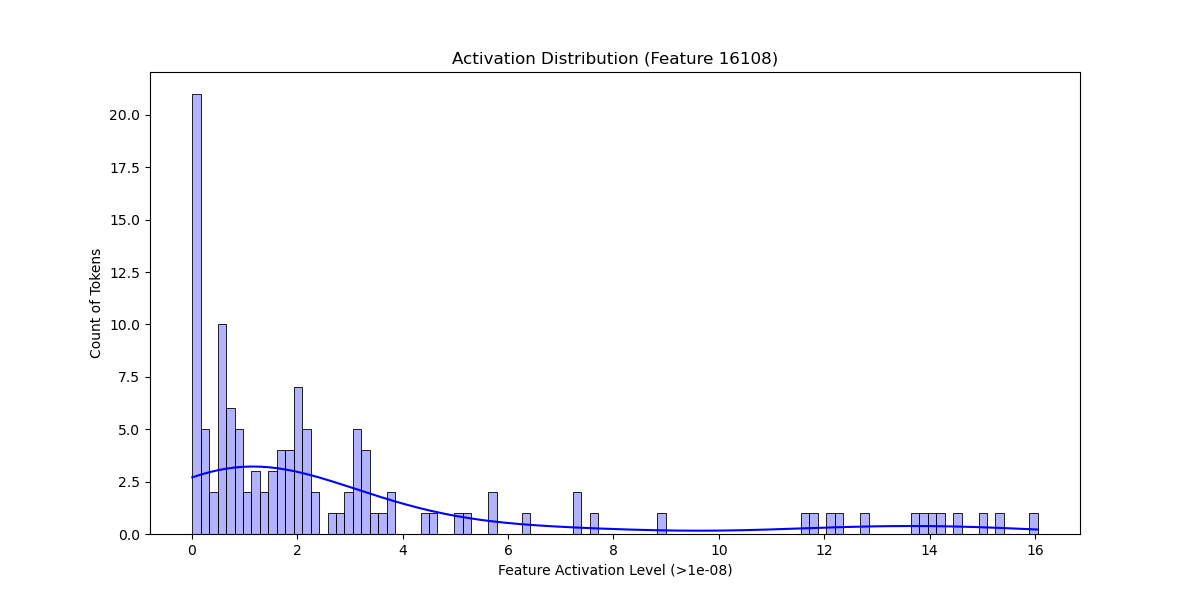 Activation Distribution (Feature 16108)
Count of Tokens
20.0
17.5
15.0
12.5
10.0
7.5
5.0
2.5
0.0
0 2 4 6 8 10 12 14 16
Feature Activation Level (>1e-08)